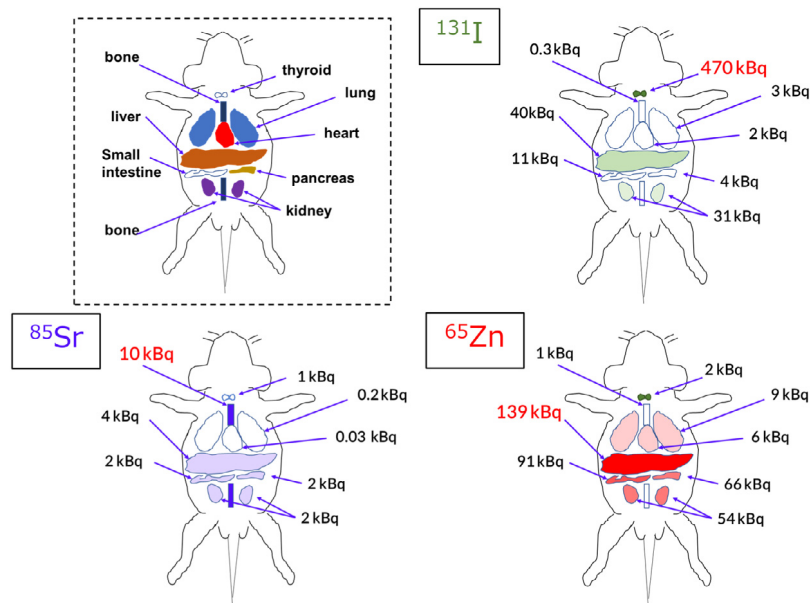 bone
thyroid
lung
liver
heart
Small
intestine
pancreas
kidney
bone
131I
0.3 kBq
470 kBq
3 kBq
40kBq
2 kBq
11 kBq
4 kBq
31 kBq
85Sr
10 kBq
1 kBq
0.2 kBq
4 kBq
0.03 kBq
2 kBq
2 kBq
2 kBq
65Zn
1 kBq
2 kBq
9 kBq
139 kBq
6 kBq
91 kBq
66 kBq
54 kBq